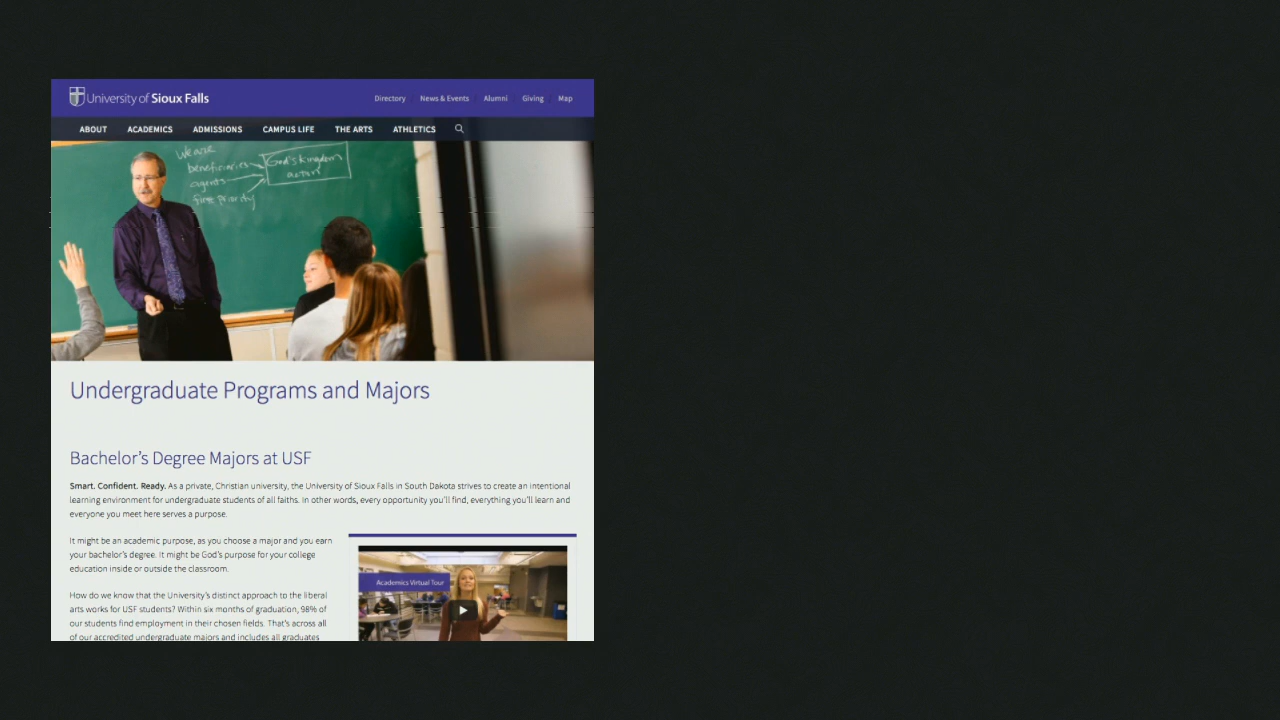 University of Sioux Falls
Directory News & Events Alumni Giving Map
ABOUT ACADEMICS ADMISSIONS CAMPUS LIFE THE ARTS ATHLETICS
We are
beneficiaries
agents
first priority
God's kingdom
actors
Undergraduate Programs and Majors
Bachelor's Degree Majors at USF
Smart. Confident. Ready. As a private, Christian university, the University of Sioux Falls in South Dakota strives to create an intentional
learning environment for undergraduate students of all faiths. In other words, every opportunity you'll find, everything you'll learn and
everyone you meet here serves a purpose.
It might be an academic purpose, as you choose a major and you earn
your bachelor's degree. It might be God's purpose for your college
education inside or outside the classroom.
How do we know that the University's distinct approach to the liberal
arts works for USF students? Within six months of graduation, 98% of
our students find employment in their chosen fields. That's across all
of our accredited undergraduate majors and includes all graduates
Academics Virtual Tour